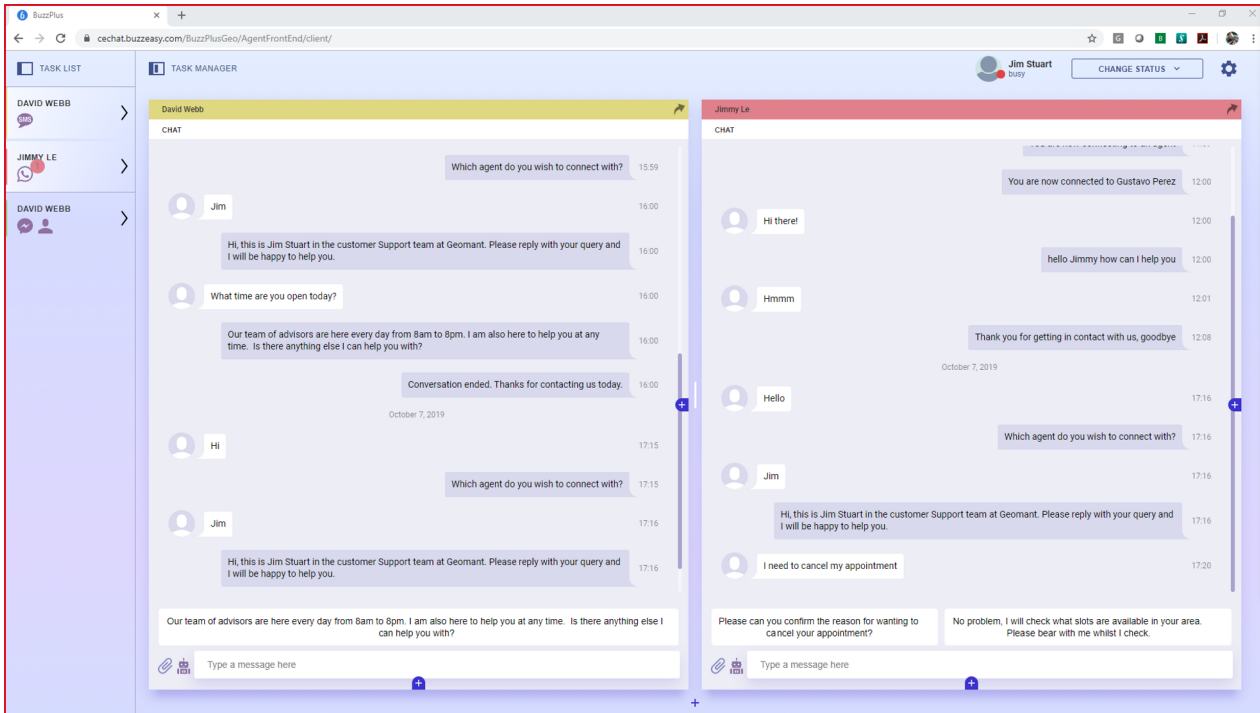 BuzzPlus
cechat.buzzeasy.com/BuzzPlusGeo/AgentFrontEnd/client/
TASK LIST
TASK MANAGER
Jim Stuart
busy
CHANGE STATUS
DAVID WEBB
SMS
JIMMY LE
DAVID WEBB
David Webb
CHAT
Which agent do you wish to connect with? 15:59
Jim 16:00
Hi, this is Jim Stuart in the customer Support team at Geomant. Please reply with your query and
I will be happy to help you. 16:00
What time are you open today? 16:00
Our team of advisors are here every day from 8am to 8pm. I am also here to help you at any
time. Is there anything else I can help you with? 16:00
Conversation ended. Thanks for contacting us today. 16:00
October 7, 2019
Hi 17:15
Which agent do you wish to connect with? 17:15
Jim 17:16
Hi, this is Jim Stuart in the customer Support team at Geomant. Please reply with your query and
I will be happy to help you. 17:16
Our team of advisors are here every day from 8am to 8pm. I am also here to help you at any time. Is there anything else I
can help you with?
Type a message here
Jimmy Le
CHAT
You are now connected to Gustavo Perez 12:00
Hi there! 12:00
hello Jimmy how can I help you 12:00
Hmmm 12:01
Thank you for getting in contact with us, goodbye 12:08
October 7, 2019
Hello 17:16
Which agent do you wish to connect with? 17:16
Jim 17:16
Hi, this is Jim Stuart in the customer Support team at Geomant. Please reply with your query and
I will be happy to help you. 17:16
I need to cancel my appointment 17:20
Please can you confirm the reason for wanting to
cancel your appointment?
No problem, I will check what slots are available in your area.
Please bear with me whilst I check.
Type a message here